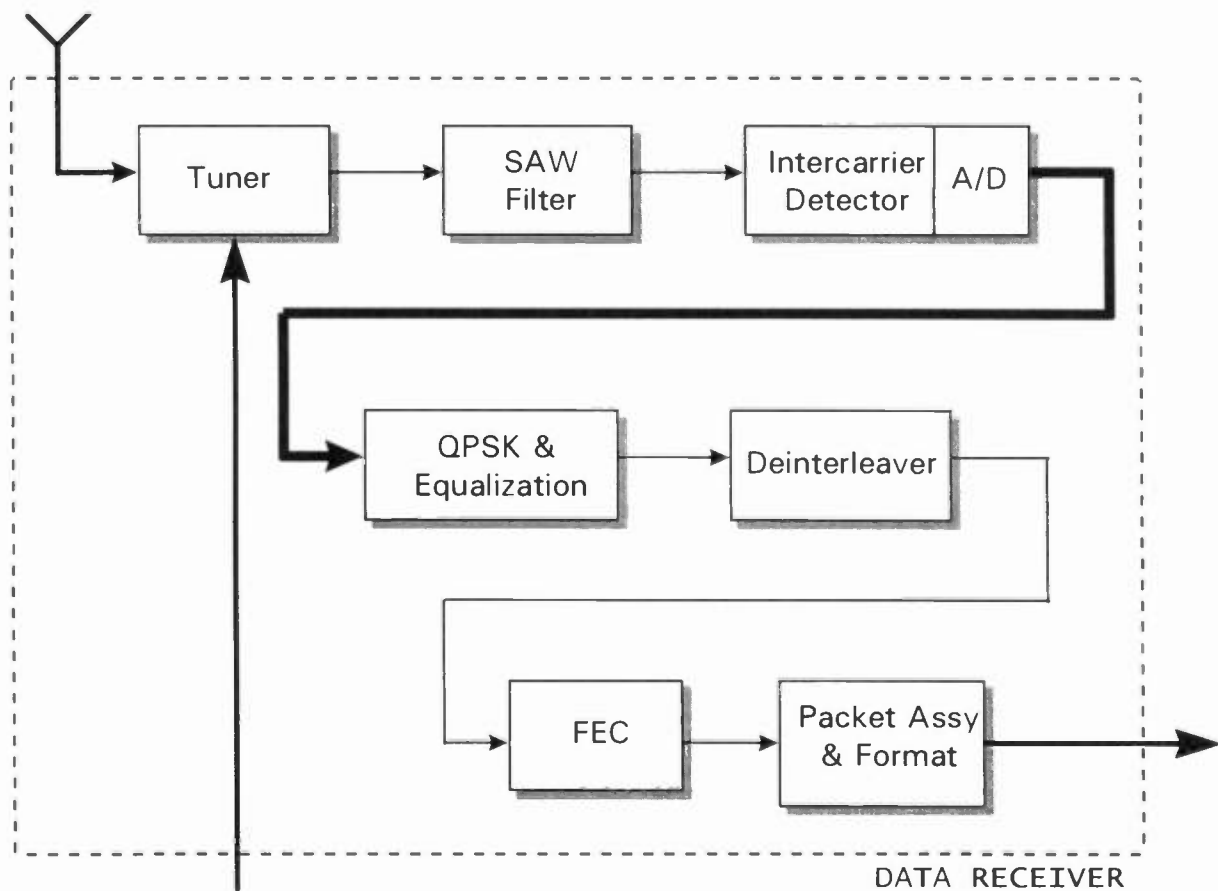 Tuner
SAW
Filter
Intercarrier
Detector
A/D
QPSK &
Equalization
Deinterleaver
FEC
Packet Assy
& Format
DATA RECEIVER